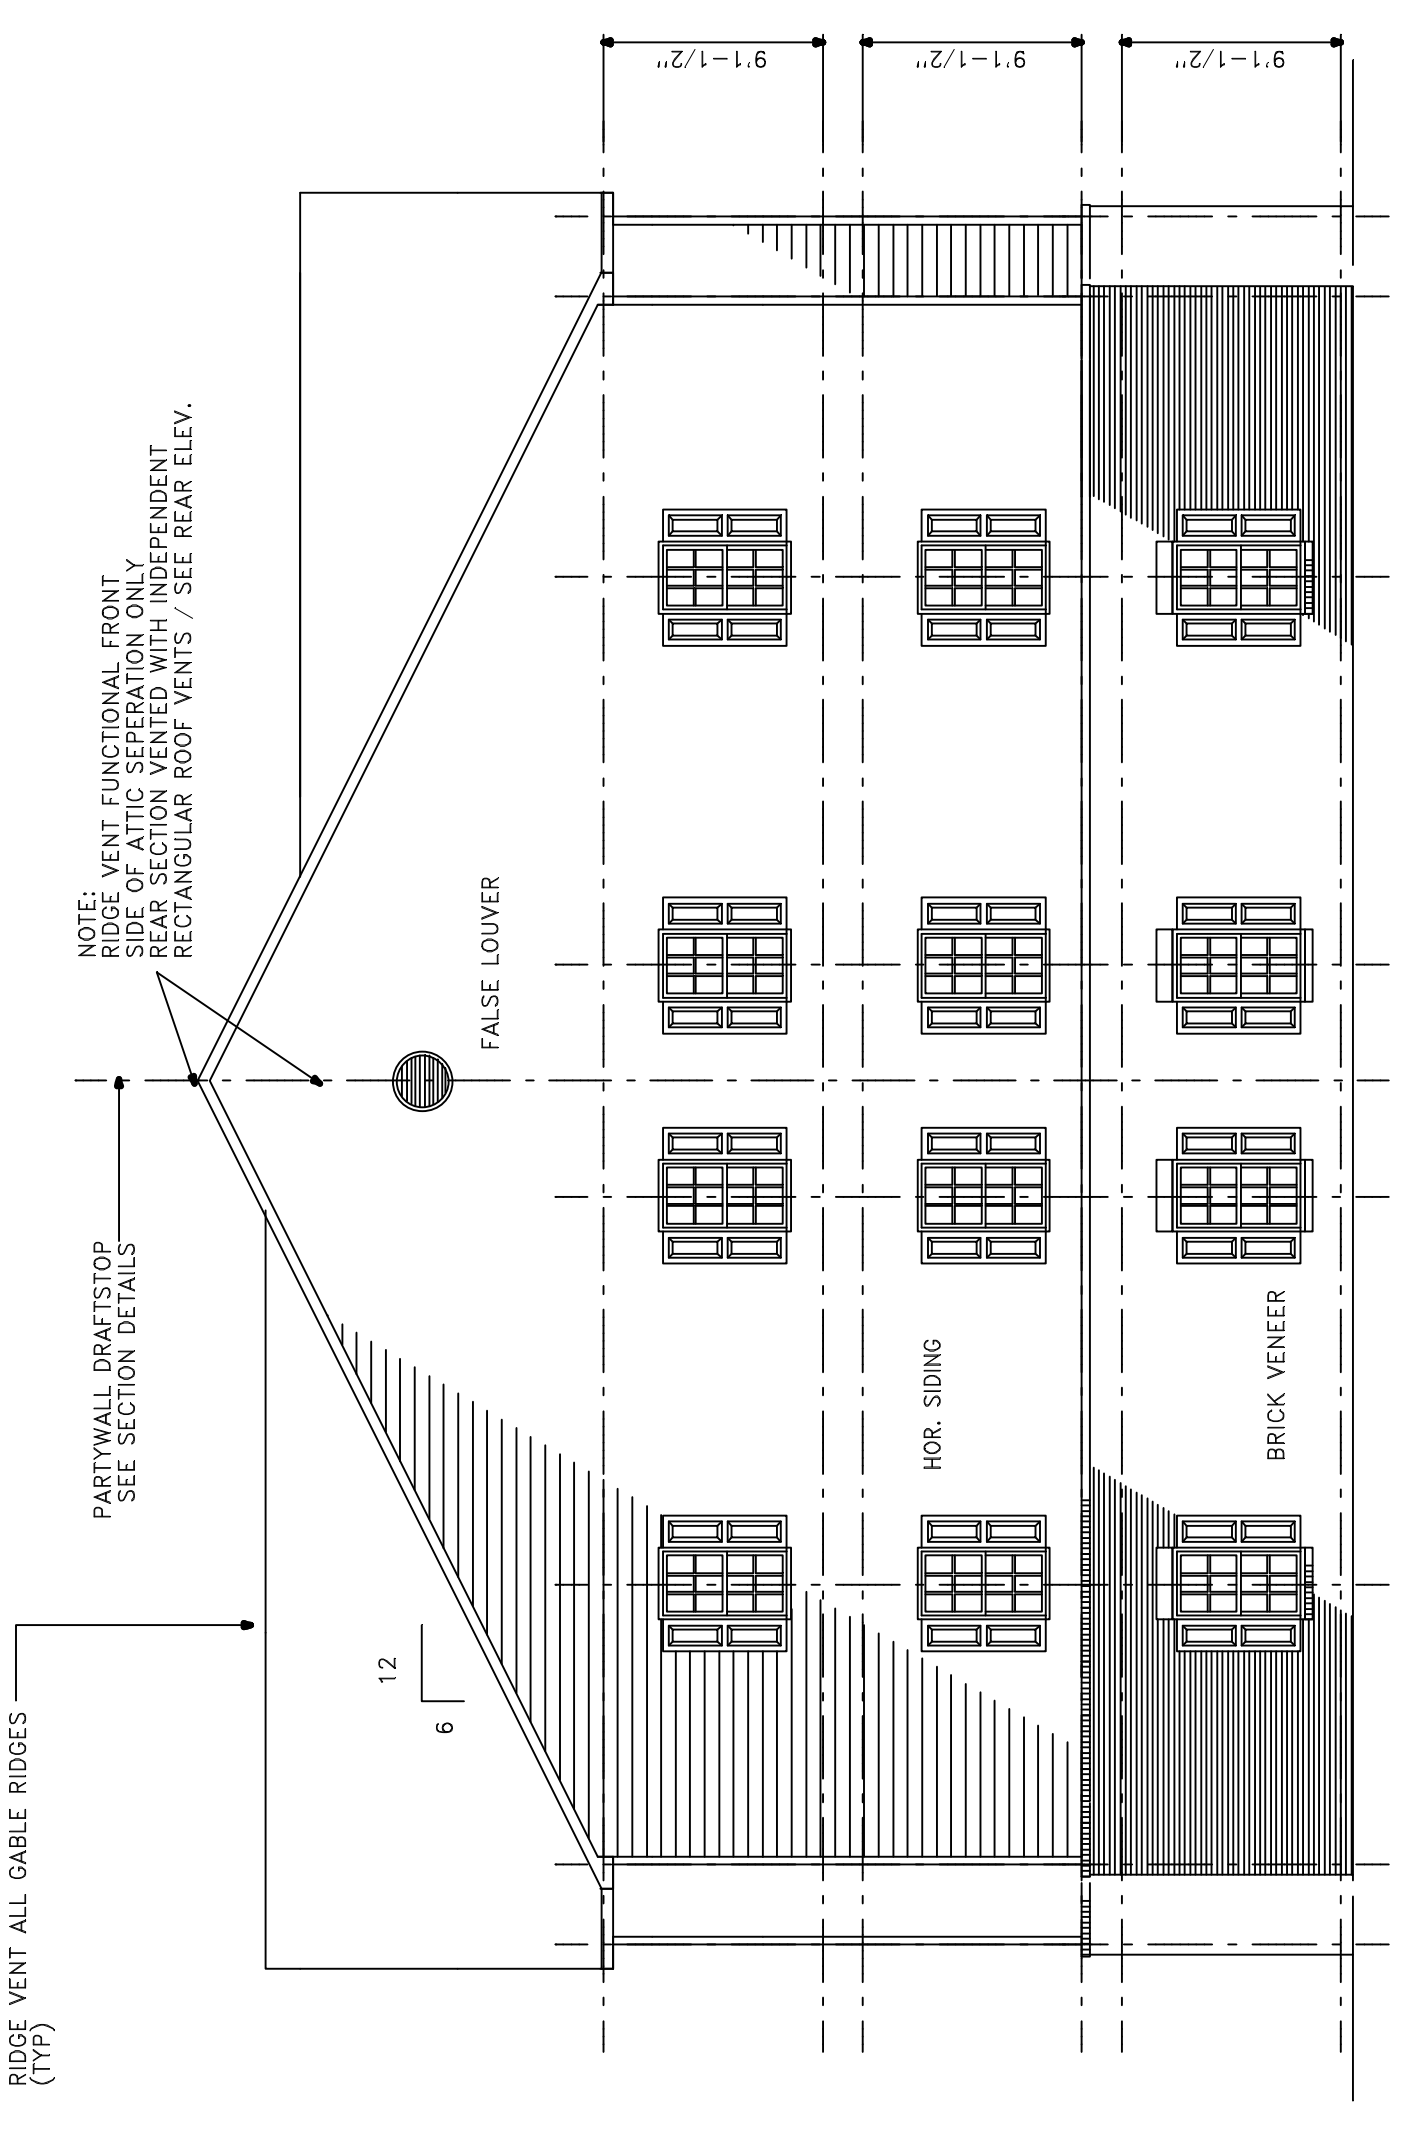 RIDGE VENT ALL GABLE RIDGES
(TYP)
PARTYWALL DRAFTSTOP
SEE SECTION DETAILS
NOTE:
RIDGE VENT FUNCTIONAL FRONT
SIDE OF ATTIC SEPERATION ONLY
REAR SECTION VENTED WITH INDEPENDENT
RECTANGULAR ROOF VENTS / SEE REAR ELEV.
12
6
FALSE LOUVER
HOR. SIDING
BRICK VENEER
9'1-1/2"
9'1-1/2"
9'1-1/2"